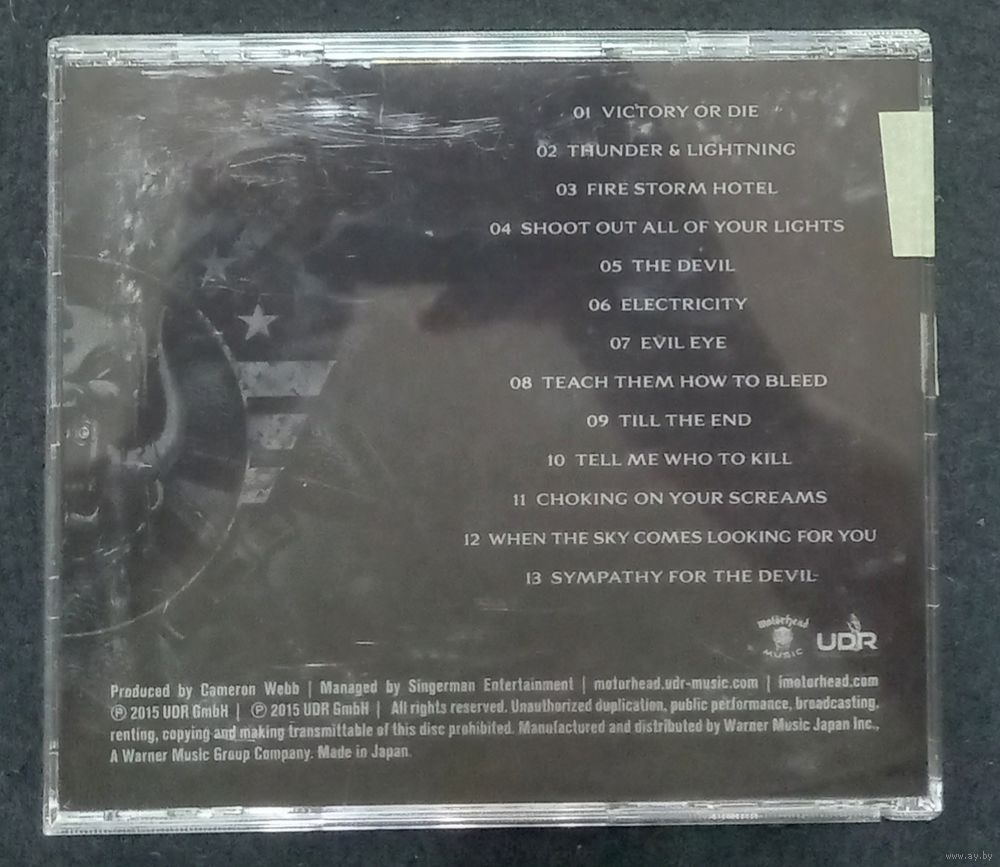 01 VICTORY OR DIE
02 THUNDER & LIGHTNING
03 FIRE STORM HOTEL
04 SHOOT OUT ALL OF YOUR LIGHTS
05 THE DEVIL
06 ELECTRICITY
07 EVIL EYE
08 TEACH THEM HOW TO BLEED
09 TILL THE END
10 TELL ME WHO TO KILL
11 CHOKING ON YOUR SCREAMS
12 WHEN THE SKY COMES LOOKING FOR YOU
13 SYMPATHY FOR THE DEVIL
motörhead
MUSIC
UDR
Produced by Cameron Webb | Managed by Singerman Entertainment | motorhead.udr-music.com | imotorhead.com
℗ 2015 UDR GmbH | ℗ 2015 UDR GmbH | All rights reserved. Unauthorized duplication, public performance, broadcasting,
renting, copying and making transmittable of this disc prohibited. Manufactured and distributed by Warner Music Japan Inc.,
A Warner Music Group Company. Made in Japan.
www.ay.by